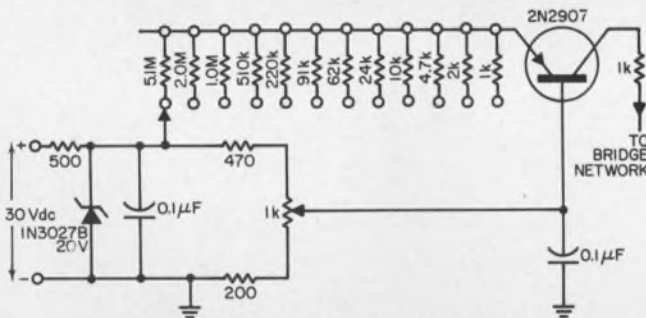 2N2907
5.1M
2.0M
1.0M
510k
220k
91k
62k
24k
10k
4.7k
2k
1k
1k
TO
BRIDGE
NETWORK
+
500
470
30 Vdc
1N3027B
20V
0.1μF
1k
0.1μF
-
200